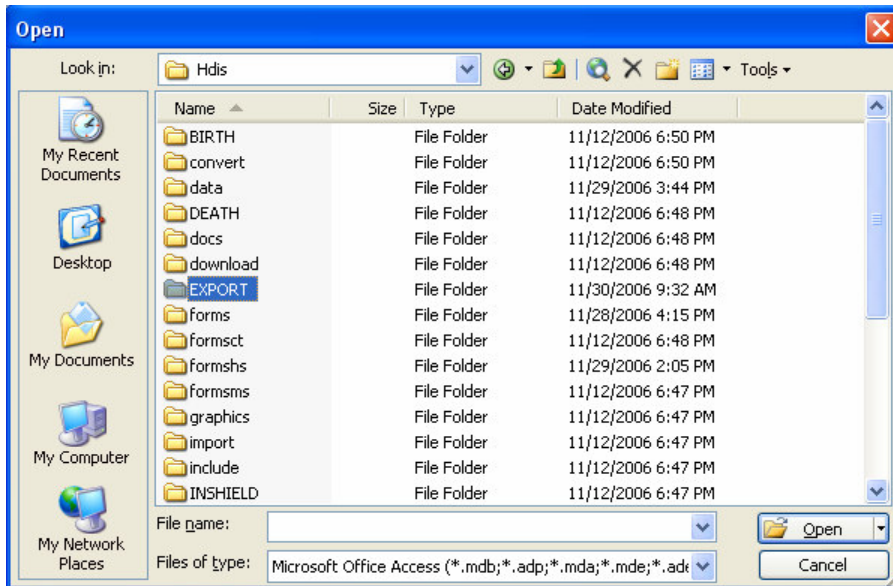 Open
Look in: Hdis Tools
My Recent Documents
Desktop
My Documents
My Computer
My Network Places
Name Size Type Date Modified
BIRTH File Folder 11/12/2006 6:50 PM
convert File Folder 11/12/2006 6:50 PM
data File Folder 11/29/2006 3:44 PM
DEATH File Folder 11/12/2006 6:48 PM
docs File Folder 11/12/2006 6:48 PM
download File Folder 11/12/2006 6:48 PM
EXPORT File Folder 11/30/2006 9:32 AM
forms File Folder 11/28/2006 4:15 PM
formsct File Folder 11/12/2006 6:48 PM
formshs File Folder 11/29/2006 2:05 PM
formsms File Folder 11/12/2006 6:47 PM
graphics File Folder 11/12/2006 6:47 PM
import File Folder 11/12/2006 6:47 PM
include File Folder 11/12/2006 6:47 PM
INSHIELD File Folder 11/12/2006 6:47 PM
File name: Open
Files of type: Microsoft Office Access (*.mdb;*.adp;*.mda;*.mde;*.ade Cancel